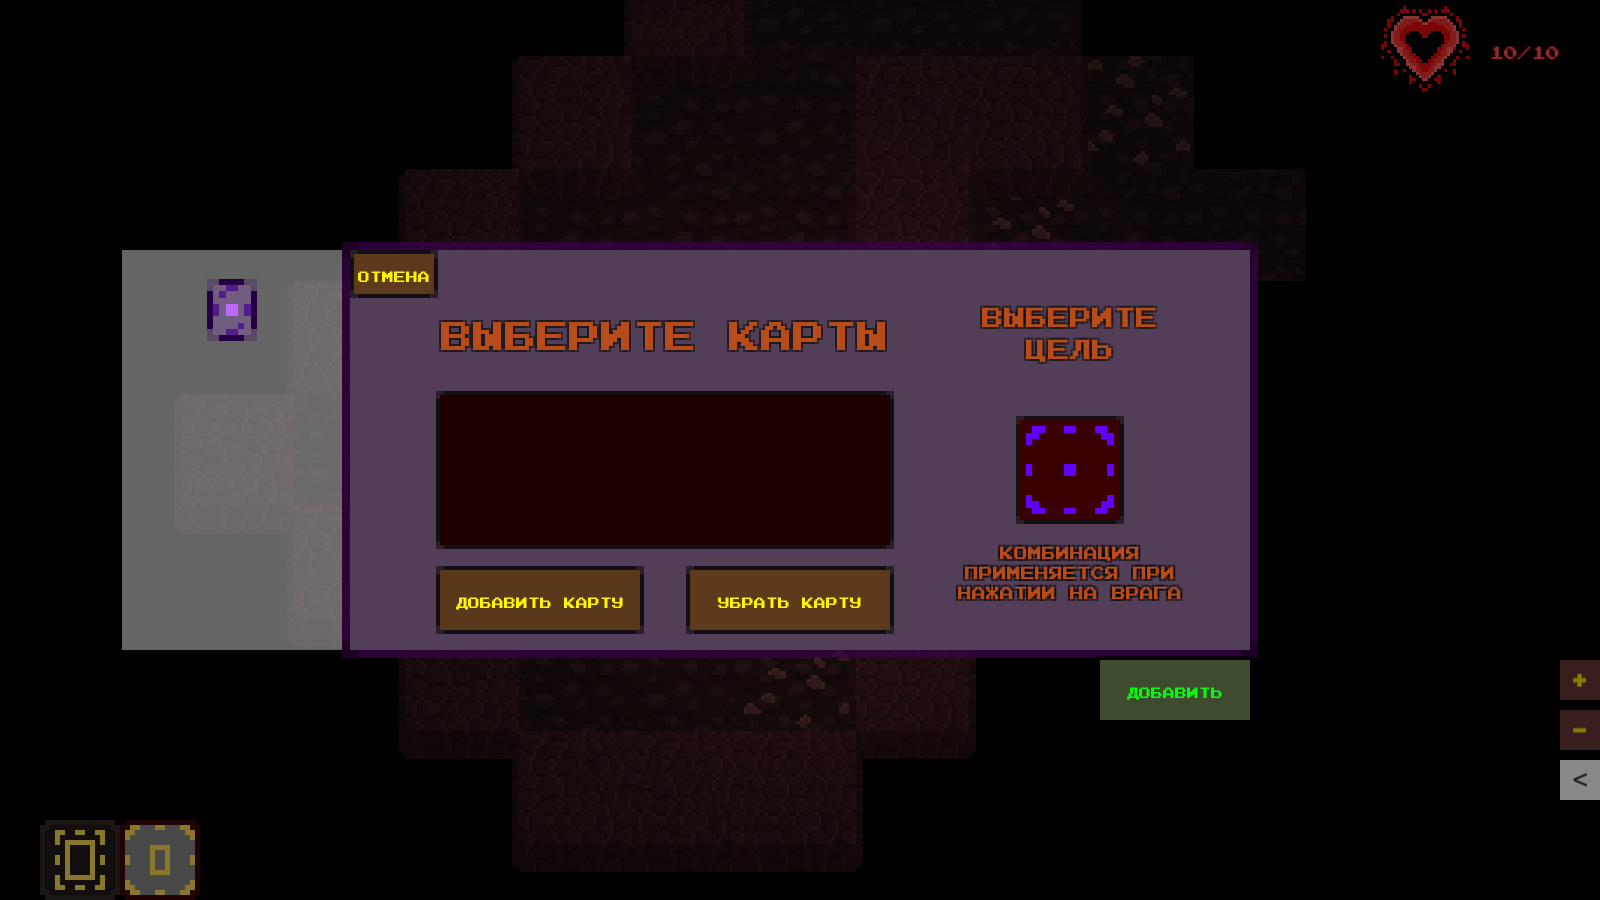 10/10
ОТМЕНА
ВЫБЕРИТЕ КАРТЫ
ВЫБЕРИТЕ
ЦЕЛЬ
КОМБИНАЦИЯ
ПРИМЕНЯЕТСЯ ПРИ
НАЖАТИИ НА ВРАГА
ДОБАВИТЬ КАРТУ
УБРАТЬ КАРТУ
ДОБАВИТЬ
+
-
<